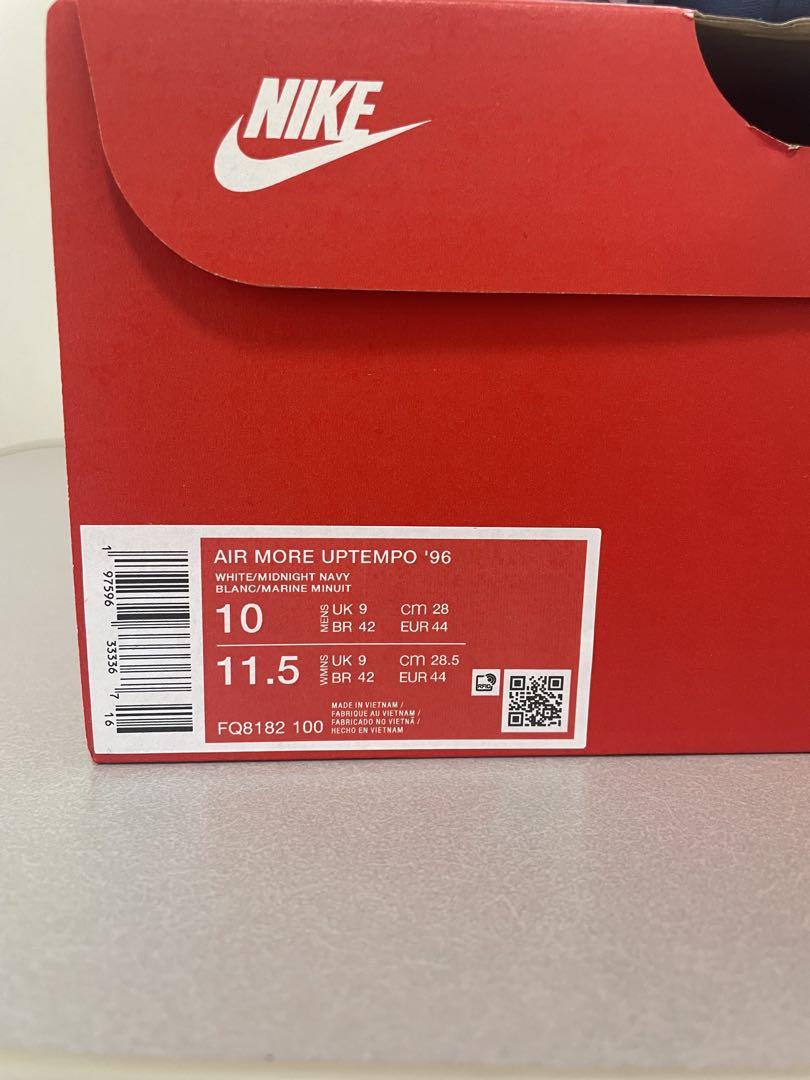 NIKE
AIR MORE UPTEMPO '96
WHITE/MIDNIGHT NAVY
BLANC/MARINE MINUIT
10 MENS UK 9 cm 28
BR 42 EUR 44
11.5 WMNS UK 9 cm 28.5
BR 42 EUR 44
RFID
FQ8182 100
MADE IN VIETNAM /
FABRIQUE AU VIETNAM /
FABRICADO NO VIETNÃ /
HECHO EN VIETNAM
1 97596 33336 7 16